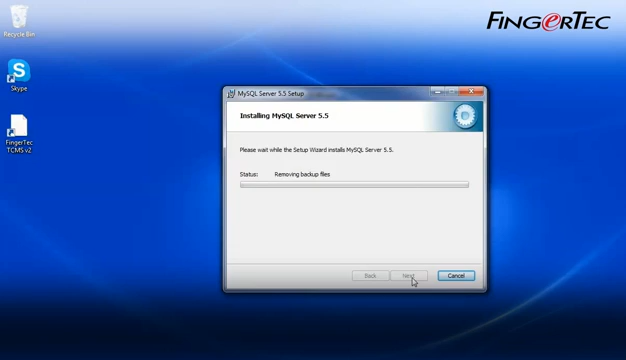 FINGERTEC
Recycle Bin
Skype
FingerTec
TCMS v2
MySQL Server 5.5 Setup
Installing MySQL Server 5.5
Please wait while the Setup Wizard installs MySQL Server 5.5.
Status: Removing backup files
Back Next Cancel